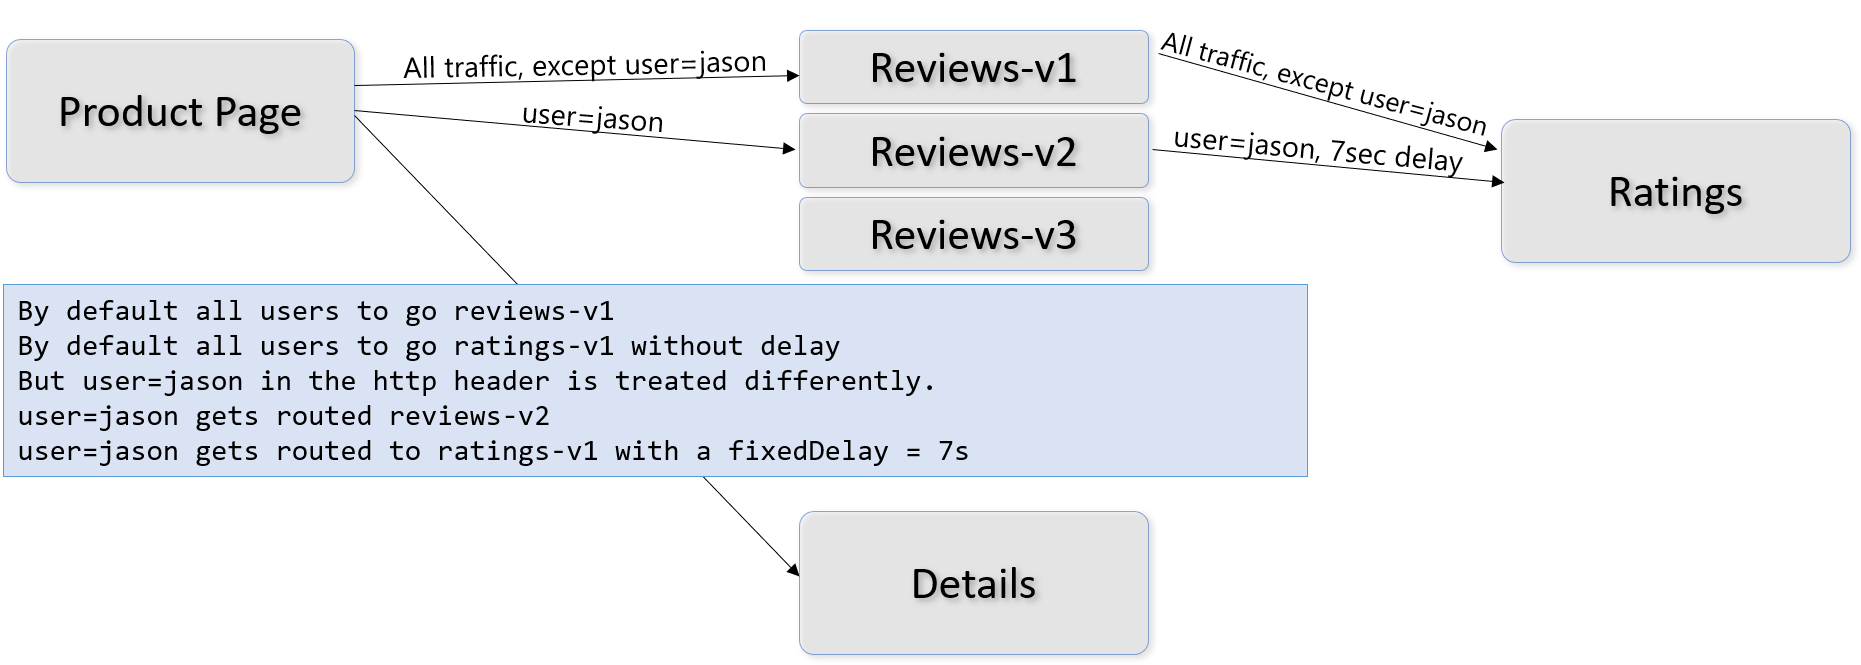 Product Page
All traffic, except user=jason
user=jason
Reviews-v1
Reviews-v2
Reviews-v3
All traffic, except user=jason
user=jason, 7sec delay
Ratings
By default all users to go reviews-v1
By default all users to go ratings-v1 without delay
But user=jason in the http header is treated differently.
user=jason gets routed reviews-v2
user=jason gets routed to ratings-v1 with a fixedDelay = 7s
Details